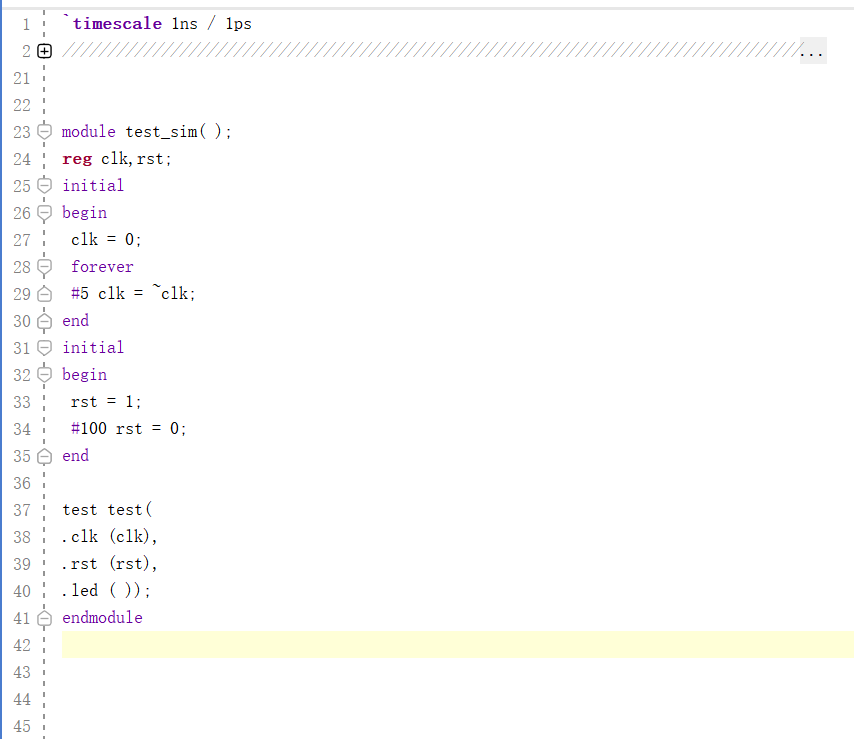 1 `timescale 1ns / 1ps
2 //////////////////////////////////////////////////////////////////////////////////...
21
22
23 module test_sim( );
24 reg clk,rst;
25 initial
26 begin
27 clk = 0;
28 forever
29 #5 clk = ~clk;
30 end
31 initial
32 begin
33 rst = 1;
34 #100 rst = 0;
35 end
36
37 test test(
38 .clk (clk),
39 .rst (rst),
40 .led ( ));
41 endmodule
42
43
44
45